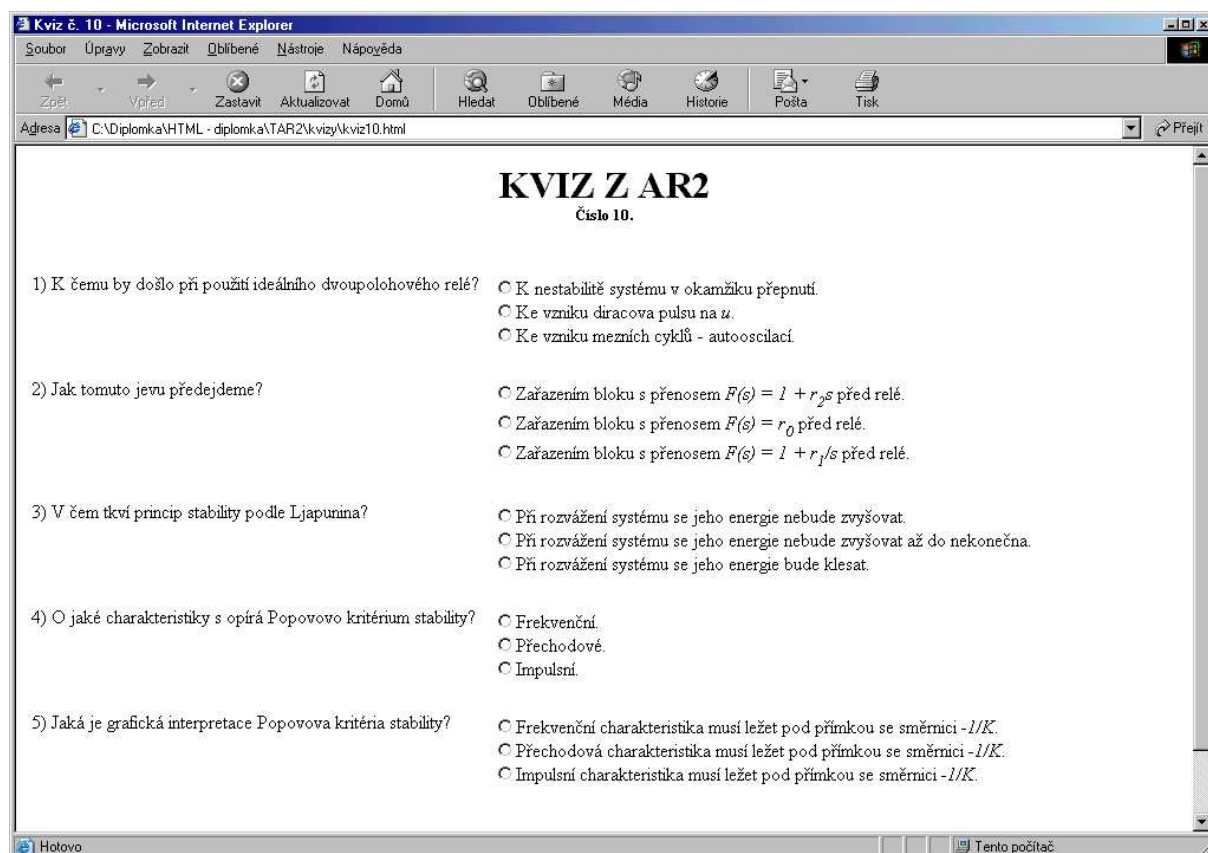 Kviz č. 10 - Microsoft Internet Explorer
Soubor Úpravy Zobrazit Oblíbené Nástroje Nápověda
Zpět Vpřed Zastavit Aktualizovat Domů Hledat Oblíbené Média Historie Pošta Tisk
Adresa C:\Diplomka\HTML - diplomka\TAR2\kvizy\kviz10.html Přejít
KVIZ Z AR2
Číslo 10.
1) K čemu by došlo při použití ideálního dvoupolohového relé?
K nestabilitě systému v okamžiku přepnutí.
Ke vzniku diracova pulsu na u.
Ke vzniku mezních cyklů - autooscilací.
2) Jak tomuto jevu předejdeme?
Zařazením bloku s přenosem F(s) = 1 + r2s před relé.
Zařazením bloku s přenosem F(s) = r0 před relé.
Zařazením bloku s přenosem F(s) = 1 + r1/s před relé.
3) V čem tkví princip stability podle Ljapunina?
Při rozvážení systému se jeho energie nebude zvyšovat.
Při rozvážení systému se jeho energie nebude zvyšovat až do nekonečna.
Při rozvážení systému se jeho energie bude klesat.
4) O jaké charakteristiky s opírá Popovovo kritérium stability?
Frekvenční.
Přechodové.
Impulsní.
5) Jaká je grafická interpretace Popovova kritéria stability?
Frekvenční charakteristika musí ležet pod přímkou se směrnici -1/K.
Přechodová charakteristika musí ležet pod přímkou se směrnici -1/K.
Impulsní charakteristika musí ležet pod přímkou se směrnici -1/K.
Hotovo Tento počítač